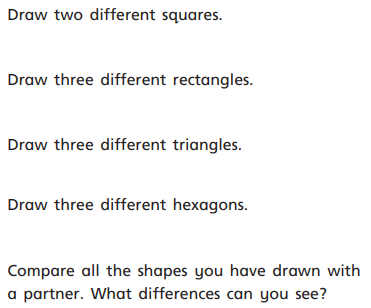 Draw two different squares.
Draw three different rectangles.
Draw three different triangles.
Draw three different hexagons.
Compare all the shapes you have drawn with
a partner. What differences can you see?